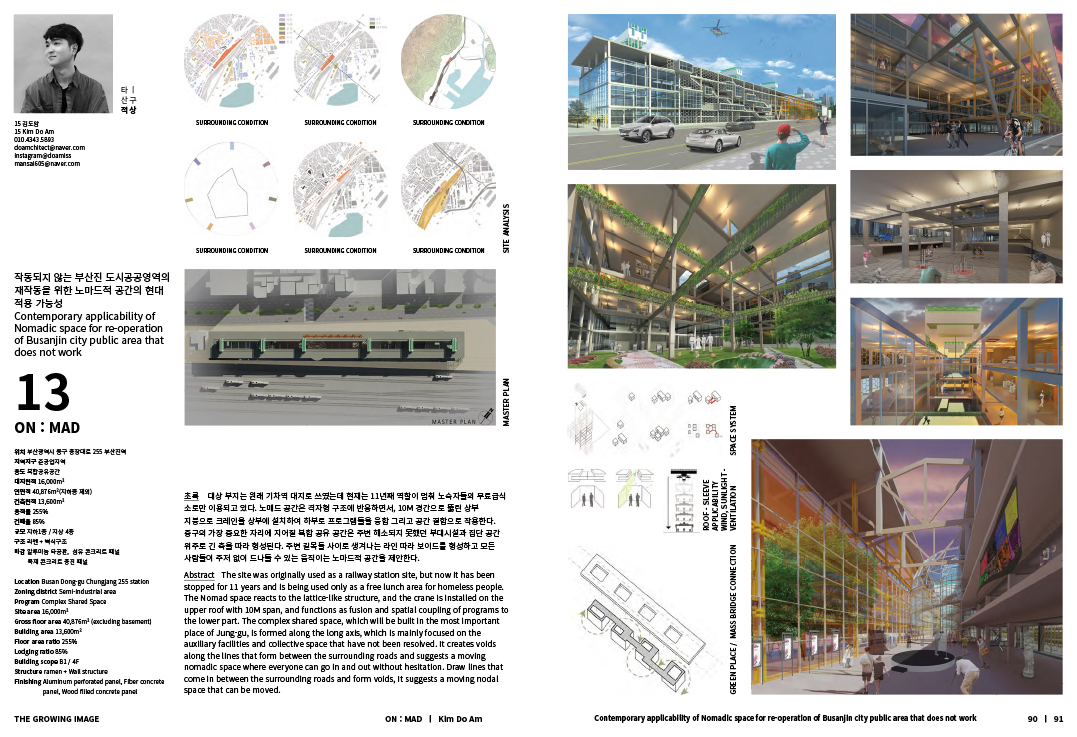 타 |
산구
적상
15 김도암
15 Kim Do Am
010.4343.5893
doamchitect@naver.com
instagram@doamiss
mansai605@naver.com
SURROUNDING CONDITION
SURROUNDING CONDITION
SURROUNDING CONDITION
SURROUNDING CONDITION
SURROUNDING CONDITION
SURROUNDING CONDITION
SITE ANALYSIS
작동되지 않는 부산진 도시공공영역의
재작동을 위한 노마드적 공간의 현대
적용 가능성
Contemporary applicability of
Nomadic space for re-operation
of Busanjin city public area that
does not work
13
ON : MAD
위치 부산광역시 동구 충장대로 255 부산진역
지역지구 준공업지역
용도 복합공유공간
대지면적 16,000m²
연면적 40,876m²(지하층 제외)
건축면적 13,600m²
용적률 255%
건폐율 85%
규모 지하1층 / 지상 4층
구조 라멘 + 벽식구조
마감 알루미늄 타공판, 섬유 콘크리트 패널
목재 콘크리트 충진 패널
Location Busan Dong-gu Chungjang 255 station
Zoning district Semi-industrial area
Program Complex Shared Space
Site area 16,000m²
Gross floor area 40,876m² (excluding basement)
Building area 13,600m²
Floor area ratio 255%
Lodging ratio 85%
Building scope B1 / 4F
Structure ramen + Wall structure
Finishing Aluminum perforated panel, Fiber concrete
panel, Wood filled concrete panel
MASTER PLAN
MASTER PLAN
초록 대상 부지는 원래 기차역 대지로 쓰였는데 현재는 11년째 역할이 멈춰 노숙자들의 무료급식
소로만 이용되고 있다. 노매드 공간은 격자형 구조에 반응하면서, 10M 경간으로 뚫린 상부
지붕으로 크레인을 상부에 설치하여 하부로 프로그램들을 융합 그리고 공간 결합으로 작용한다.
중구의 가장 중요한 자리에 지어질 복합 공유 공간은 주변 해소되지 못했던 부대시설과 집단 공간
위주로 긴 축을 따라 형성된다. 주변 길목들 사이로 생겨나는 라인 따라 보이드를 형성하고 모든
사람들이 주저 없이 드나들 수 있는 움직이는 노마드적 공간을 제안한다.
Abstract The site was originally used as a railway station site, but now it has been
stopped for 11 years and is being used only as a free lunch area for homeless people.
The Nomad space reacts to the lattice-like structure, and the crane is installed on the
upper roof with 10M span, and functions as fusion and spatial coupling of programs to
the lower part. The complex shared space, which will be built in the most important
place of Jung-gu, is formed along the long axis, which is mainly focused on the
auxiliary facilities and collective space that have not been resolved. It creates voids
along the lines that form between the surrounding roads and suggests a moving
nomadic space where everyone can go in and out without hesitation. Draw lines that
come in between the surrounding roads and form voids, it suggests a moving nodal
space that can be moved.
SPACE SYSTEM
ROOF - SLEEVE
APPLICABILITY
WIND, SUNLIGHT -
VENTILATION
GREEN PLACE / MASS BRIDGE CONNECTION
THE GROWING IMAGE
ON : MAD | Kim Do Am
Contemporary applicability of Nomadic space for re-operation of Busanjin city public area that does not work
90 | 91